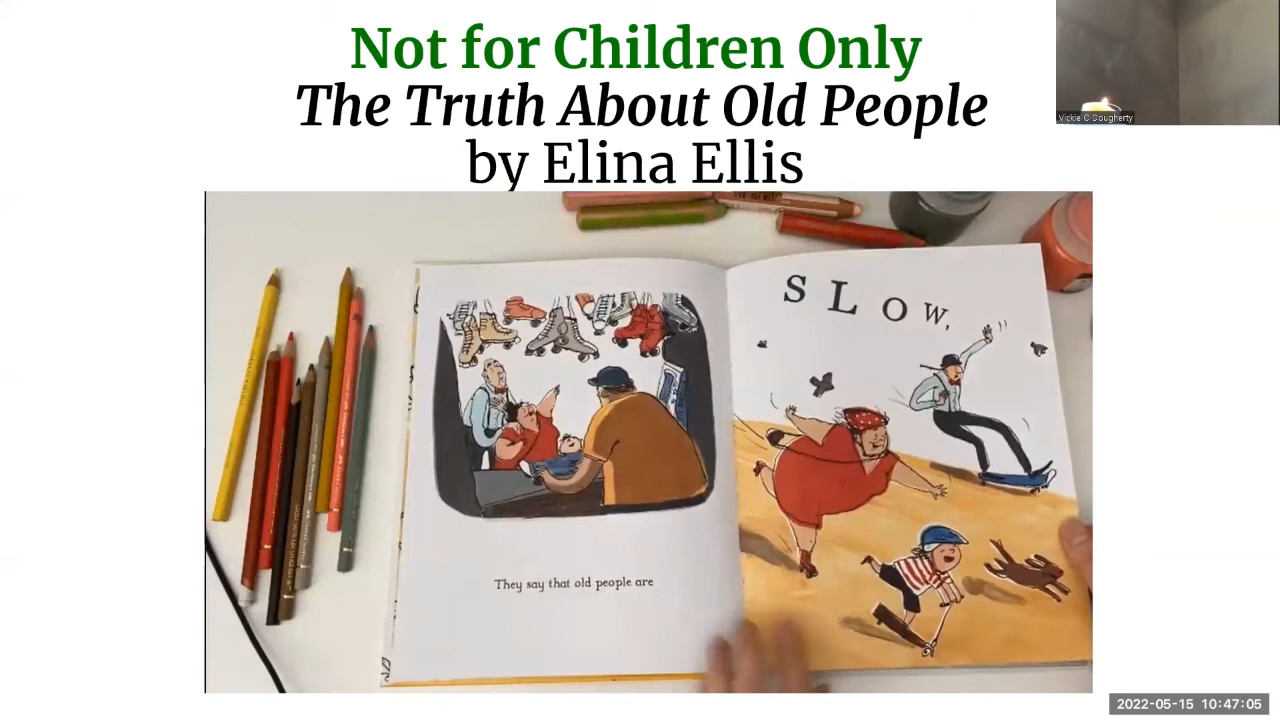 Not for Children Only
The Truth About Old People
by Elina Ellis
Vickie C Dougherty
SLOW,
They say that old people are
2022-05-15 10:47:05